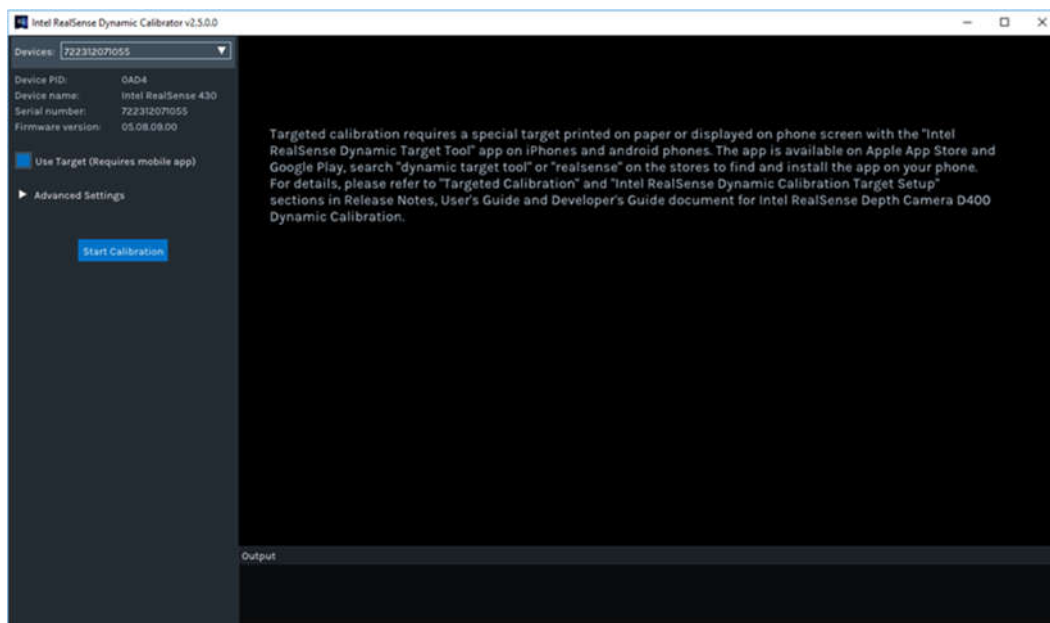 Intel RealSense Dynamic Calibrator v2.5.0.0
Devices: 722312071055
Device PID: 0AD4
Device name: Intel RealSense 430
Serial number: 722312071055
Firmware version: 05.08.09.00
Use Target (Requires mobile app)
Advanced Settings
Start Calibration
Targeted calibration requires a special target printed on paper or displayed on phone screen with the "Intel
RealSense Dynamic Target Tool" app on iPhones and android phones. The app is available on Apple App Store and
Google Play, search "dynamic target tool" or "realsense" on the stores to find and install the app on your phone.
For details, please refer to "Targeted Calibration" and "Intel RealSense Dynamic Calibration Target Setup"
sections in Release Notes, User's Guide and Developer's Guide document for Intel RealSense Depth Camera D400
Dynamic Calibration.
Output